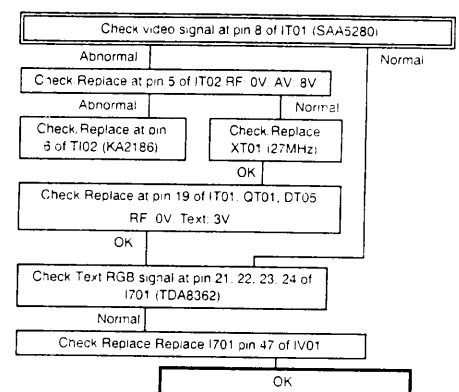 Check video signal at pin 8 of IT01 (SAA5280)
Abnormal
Normal
Check Replace at pin 5 of IT02 RF: 0V, AV: 8V
Abnormal
Normal
Check Replace at pin
6 of TI02 (KA2186)
Check Replace
XT01 (27MHz)
OK
Check Replace at pin 19 of IT01, QT01, DT05
RF: 0V, Text: 3V
OK
Check Text RGB signal at pin 21, 22, 23, 24 of
I701 (TDA8362)
Normal
Check Replace Replace I701 pin 47 of IV01
OK